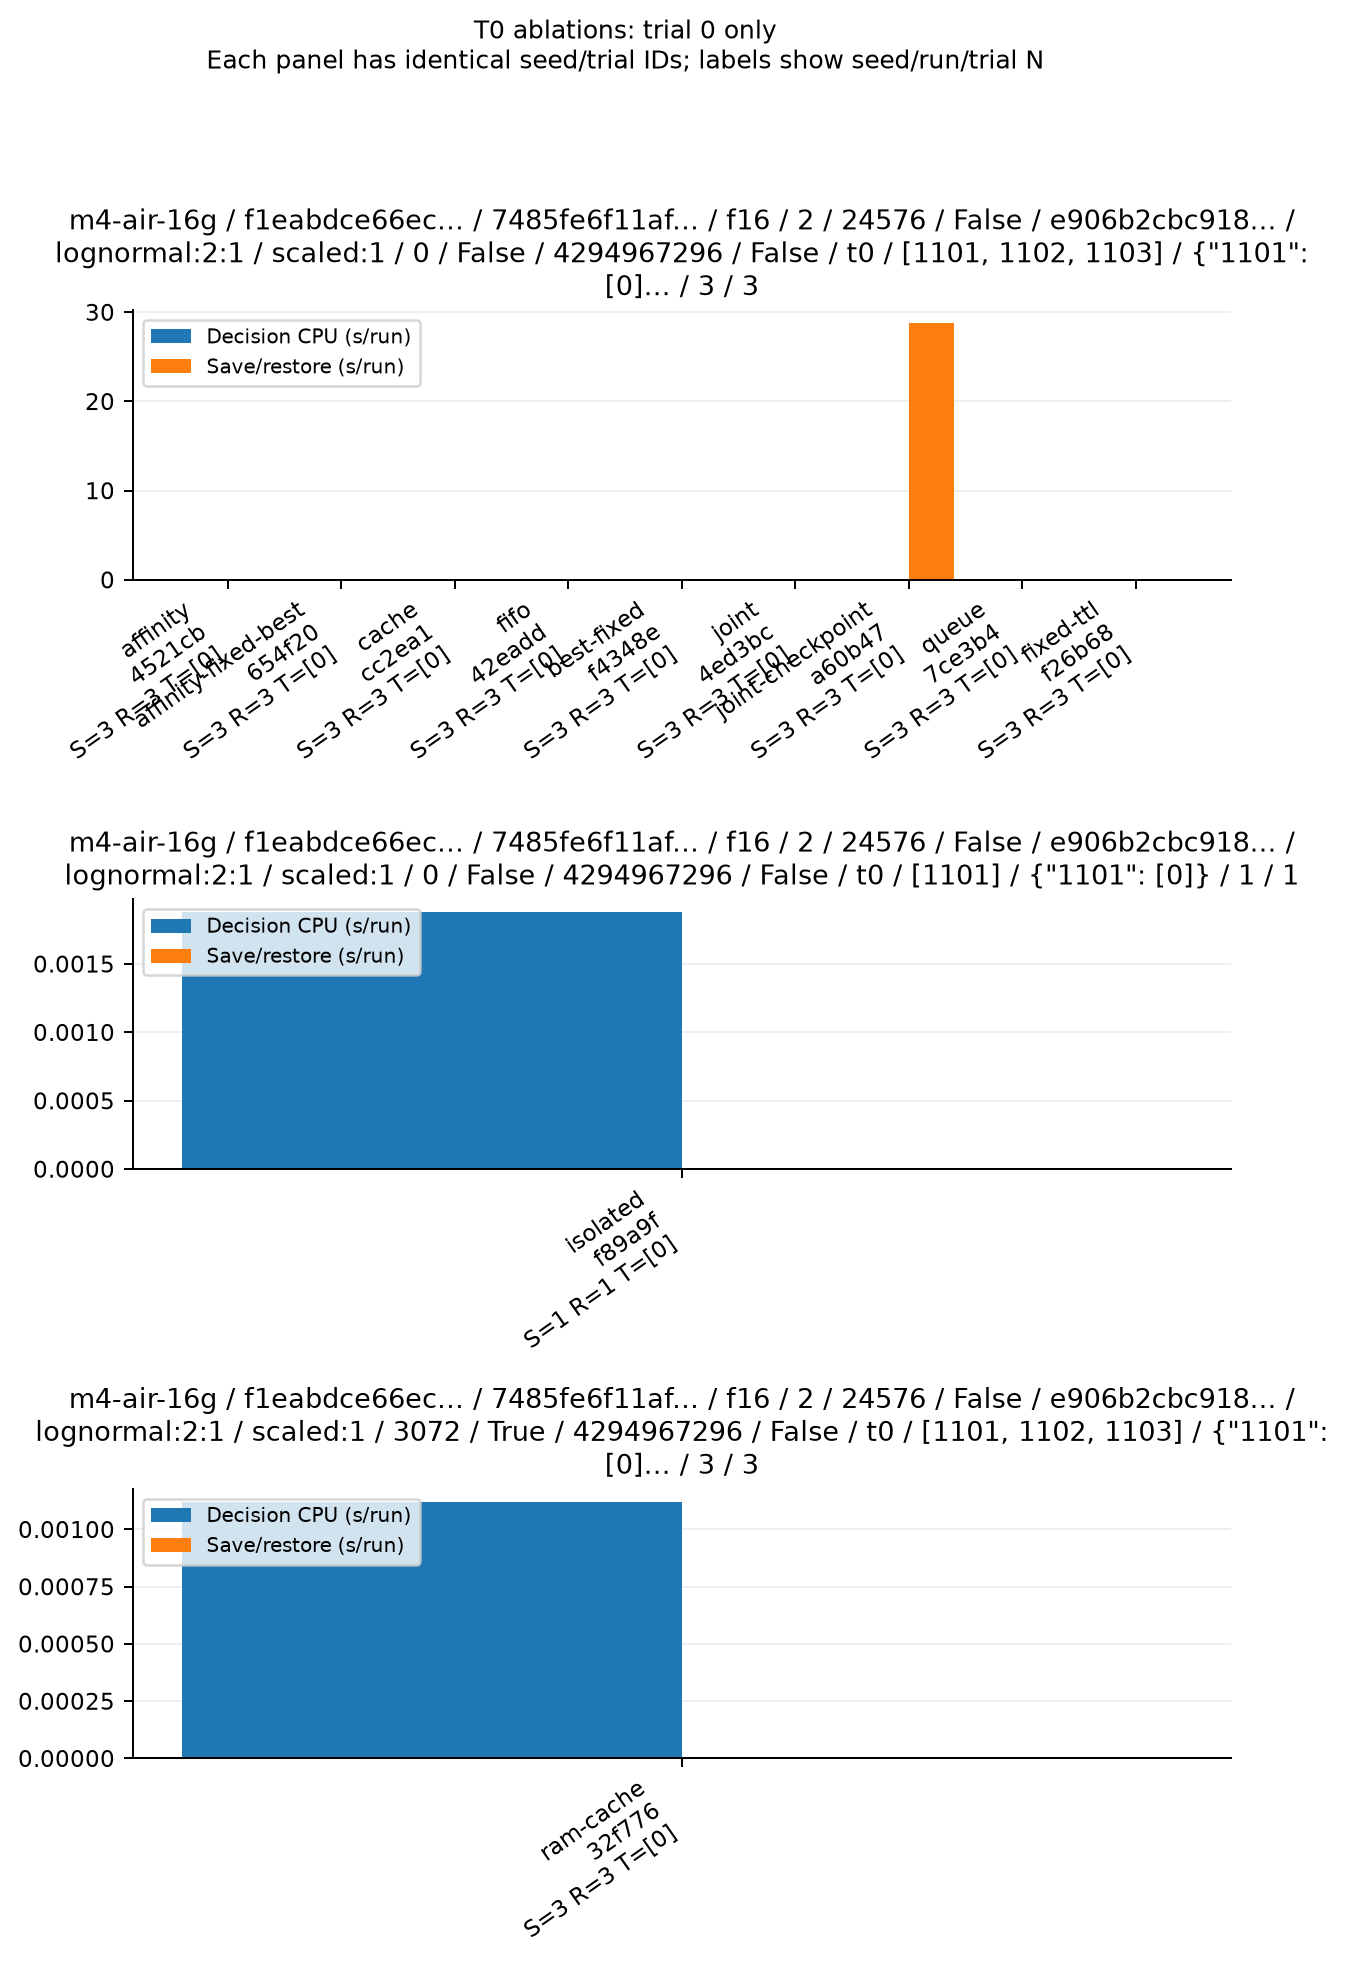 T0 ablations: trial 0 only
Each panel has identical seed/trial IDs; labels show seed/run/trial N
m4-air-16g / f1eabdce66ec... / 7485fe6f11af... / f16 / 2 / 24576 / False / e906b2cbc918... /
lognormal:2:1 / scaled:1 / 0 / False / 4294967296 / False / t0 / [1101, 1102, 1103] / {"1101":
[0]... / 3 / 3
30
20
10
0
Decision CPU (s/run)
Save/restore (s/run)
affinity
4521cb
S=3 R=3 T=[0]
affinity-fixed-best
654f20
S=3 R=3 T=[0]
cache
cc2ea1
S=3 R=3 T=[0]
fifo
42eadd
S=3 R=3 T=[0]
best-fixed
f4348e
S=3 R=3 T=[0]
joint
4ed3bc
S=3 R=3 T=[0]
joint-checkpoint
a60b47
S=3 R=3 T=[0]
queue
7ce3b4
S=3 R=3 T=[0]
fixed-ttl
f26b68
S=3 R=3 T=[0]
m4-air-16g / f1eabdce66ec... / 7485fe6f11af... / f16 / 2 / 24576 / False / e906b2cbc918... /
lognormal:2:1 / scaled:1 / 0 / False / 4294967296 / False / t0 / [1101] / {"1101": [0]} / 1 / 1
Decision CPU (s/run)
Save/restore (s/run)
0.0015
0.0010
0.0005
0.0000
isolated
f89a9f
S=1 R=1 T=[0]
m4-air-16g / f1eabdce66ec... / 7485fe6f11af... / f16 / 2 / 24576 / False / e906b2cbc918... /
lognormal:2:1 / scaled:1 / 3072 / True / 4294967296 / False / t0 / [1101, 1102, 1103] / {"1101":
[0]... / 3 / 3
Decision CPU (s/run)
Save/restore (s/run)
0.00100
0.00075
0.00050
0.00025
0.00000
ram-cache
32f776
S=3 R=3 T=[0]